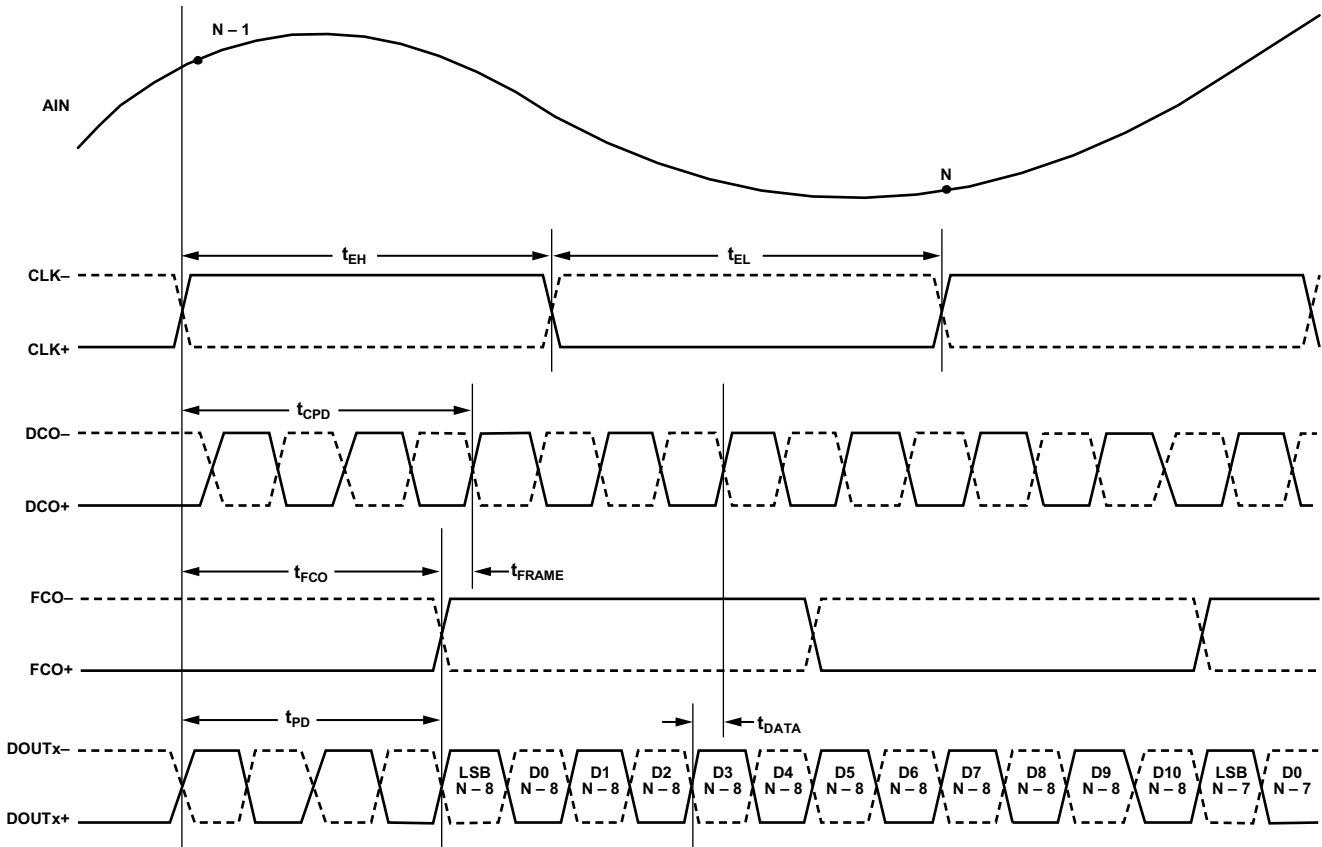 N – 1
AIN
N
tEH
tEL
CLK–
CLK+
tCPD
DCO–
DCO+
tFCO
tFRAME
FCO–
FCO+
tPD
tDATA
DOUTx–
DOUTx+
LSB
N – 8
D0
N – 8
D1
N – 8
D2
N – 8
D3
N – 8
D4
N – 8
D5
N – 8
D6
N – 8
D7
N – 8
D8
N – 8
D9
N – 8
D10
N – 8
LSB
N – 7
D0
N – 7